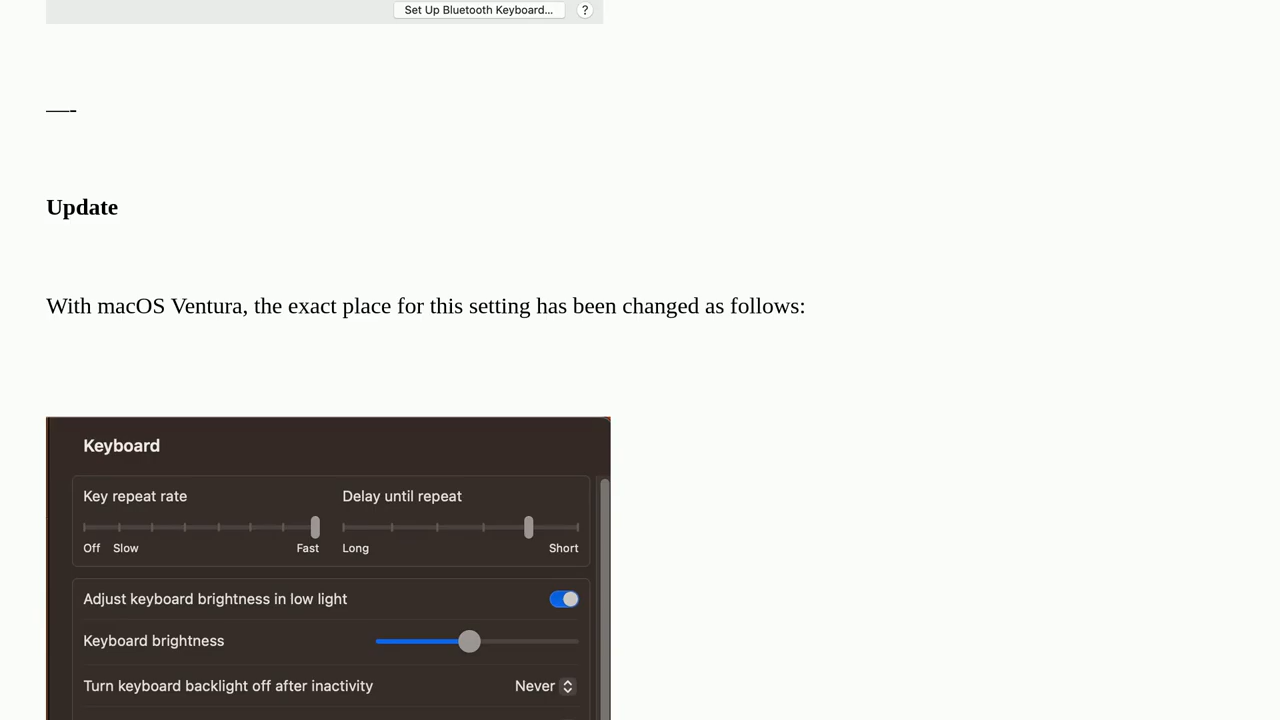 Set Up Bluetooth Keyboard... ?
—-
Update
With macOS Ventura, the exact place for this setting has been changed as follows:
Keyboard
Key repeat rate Delay until repeat
Off Slow Fast Long Short
Adjust keyboard brightness in low light
Keyboard brightness
Turn keyboard backlight off after inactivity Never